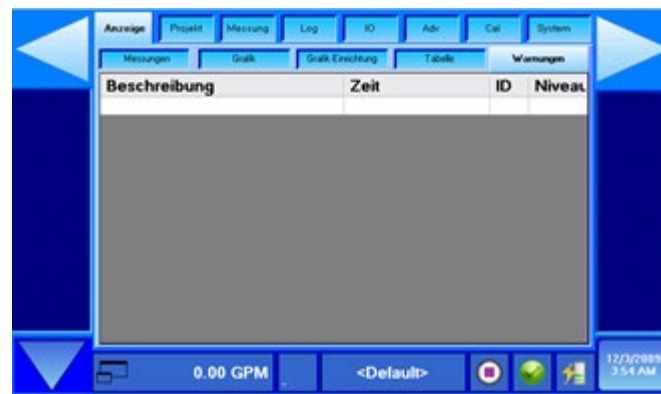 Anzeige Projekt Messung Log IO Adv Cal System
Messungen Grafik Grafik-Einrichtung Tabelle Warnungen
Beschreibung Zeit ID Niveau
0.00 GPM <Default> 12/3/2009
3:54 AM